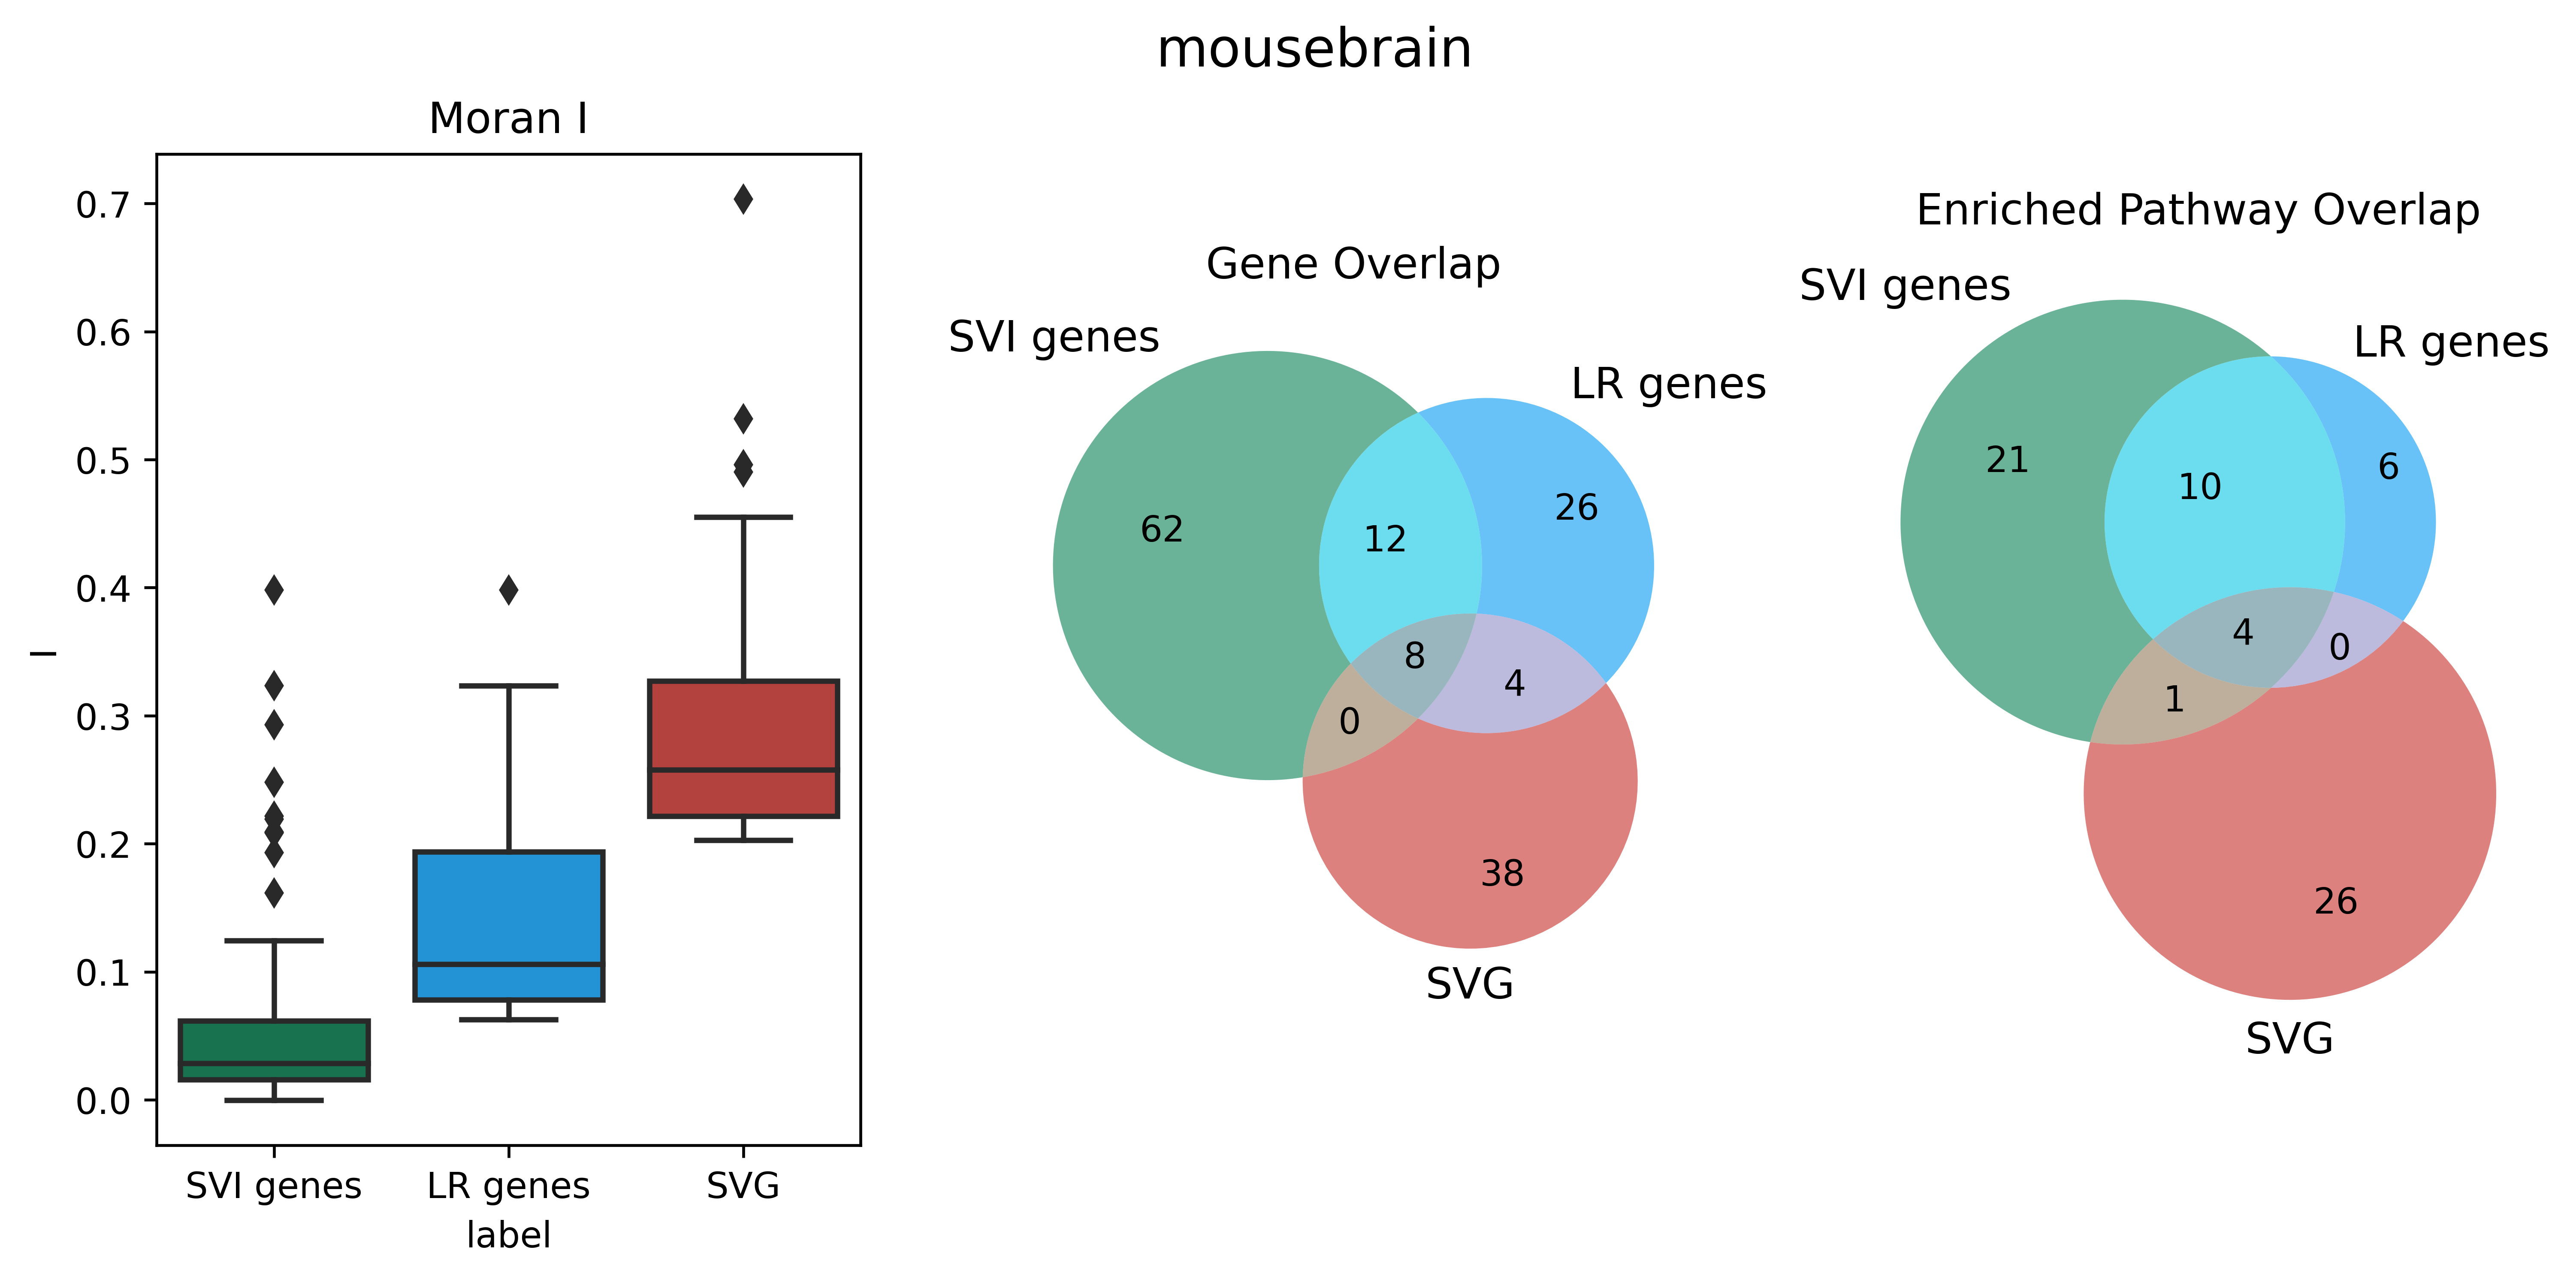 mousebrain
Moran I
0.7
0.6
0.5
0.4
0.3
0.2
0.1
0.0
I
SVI genes
LR genes
SVG
label
Gene Overlap
SVI genes
LR genes
62
12
26
8
4
0
38
SVG
Enriched Pathway Overlap
SVI genes
LR genes
21
10
6
4
0
1
26
SVG